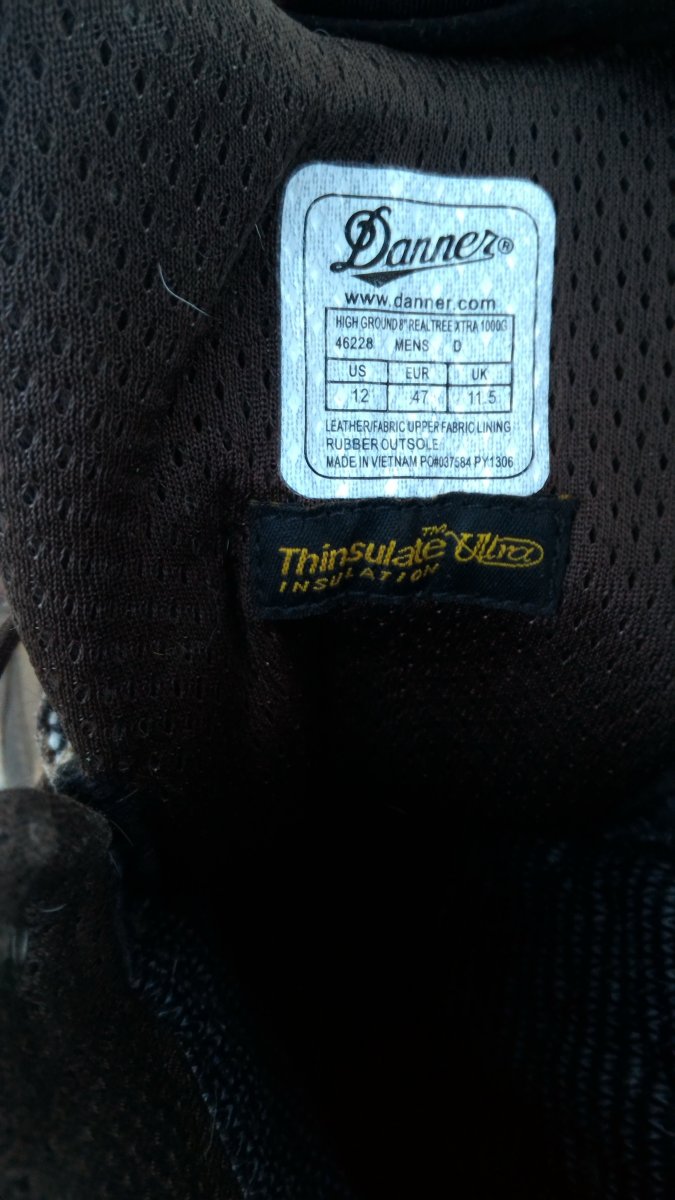 Danner®
www.danner.com
HIGH GROUND 8" REALTREE XTRA 1000G
46228 MENS D
US EUR UK
12 47 11.5
LEATHER/FABRIC UPPER FABRIC LINING
RUBBER OUTSOLE
MADE IN VIETNAM PO#037584 PY1306
Thinsulate™ Ultra
INSULATION